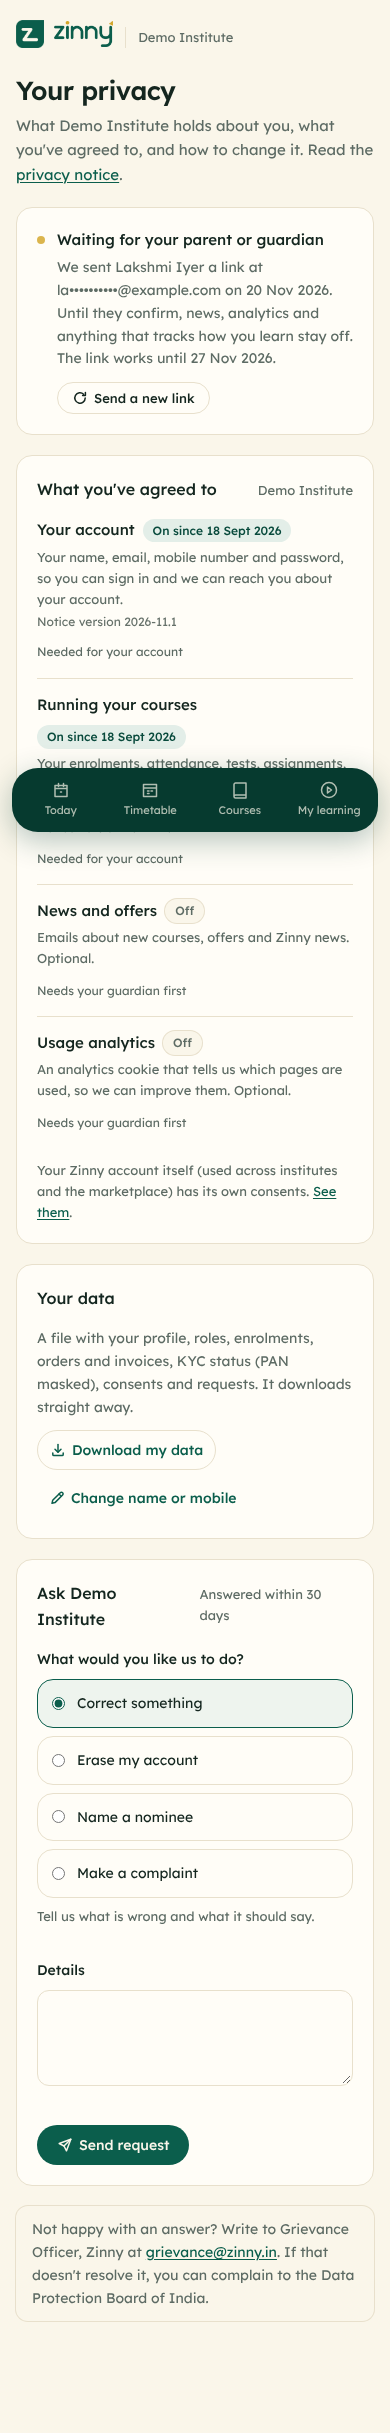 zinny
Demo Institute
Your privacy
What Demo Institute holds about you, what
you've agreed to, and how to change it. Read the
privacy notice.
Waiting for your parent or guardian
We sent Lakshmi Iyer a link at
la••••••••••@example.com on 20 Nov 2026.
Until they confirm, news, analytics and
anything that tracks how you learn stay off.
The link works until 27 Nov 2026.
Send a new link
What you've agreed to
Demo Institute
Your account
On since 18 Sept 2026
Your name, email, mobile number and password,
so you can sign in and we can reach you about
your account.
Notice version 2026-11.1
Needed for your account
Running your courses
On since 18 Sept 2026
Your enrolments, attendance, tests, assignments,
Today
Timetable
Courses
My learning
Needed for your account
News and offers
Off
Emails about new courses, offers and Zinny news.
Optional.
Needs your guardian first
Usage analytics
Off
An analytics cookie that tells us which pages are
used, so we can improve them. Optional.
Needs your guardian first
Your Zinny account itself (used across institutes
and the marketplace) has its own consents. See
them.
Your data
A file with your profile, roles, enrolments,
orders and invoices, KYC status (PAN
masked), consents and requests. It downloads
straight away.
Download my data
Change name or mobile
Ask Demo
Institute
Answered within 30
days
What would you like us to do?
Correct something
Erase my account
Name a nominee
Make a complaint
Tell us what is wrong and what it should say.
Details
Send request
Not happy with an answer? Write to Grievance
Officer, Zinny at grievance@zinny.in. If that
doesn't resolve it, you can complain to the Data
Protection Board of India.